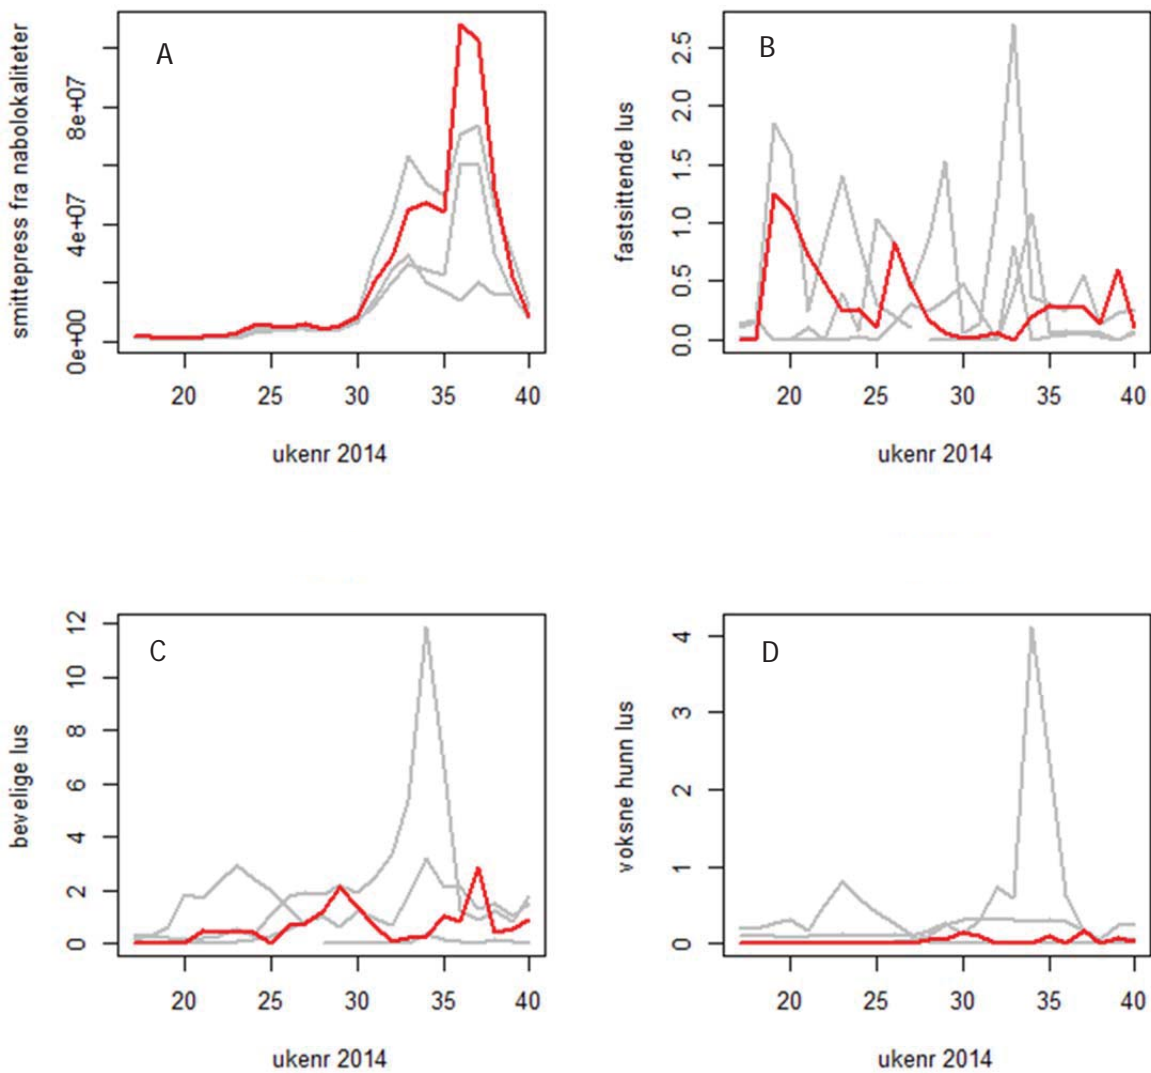 A
smittepress fra nabolokaliteter
0e+00 4e+07 8e+07
20 25 30 35 40
ukenr 2014
B
fastsittende lus
0.0 0.5 1.0 1.5 2.0 2.5
20 25 30 35 40
ukenr 2014
C
bevelige lus
0 2 4 6 8 10 12
20 25 30 35 40
ukenr 2014
D
voksne hunn lus
0 1 2 3 4
20 25 30 35 40
ukenr 2014